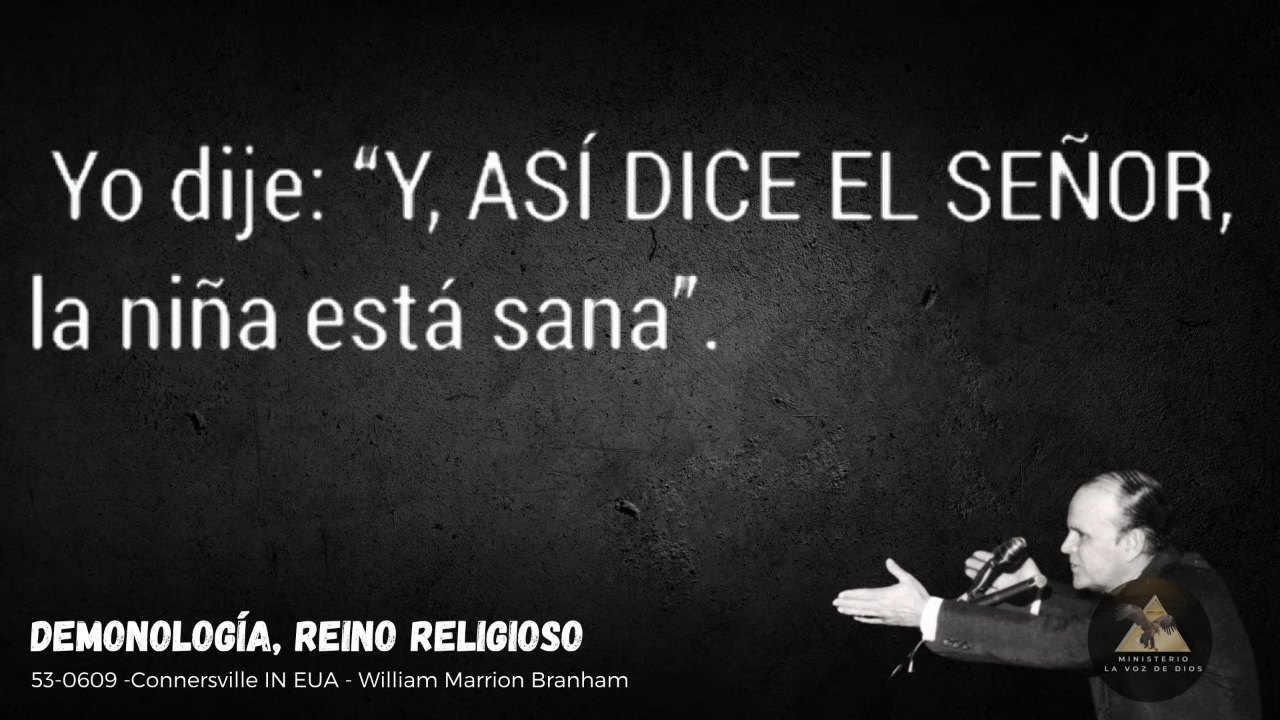 Yo dije: “Y, ASÍ DICE EL SEÑOR,
la niña está sana”.
DEMONOLOGÍA, REINO RELIGIOSO
53-0609 -Connersville IN EUA - William Marrion Branham
MINISTERIO
LA VOZ DE DIOS